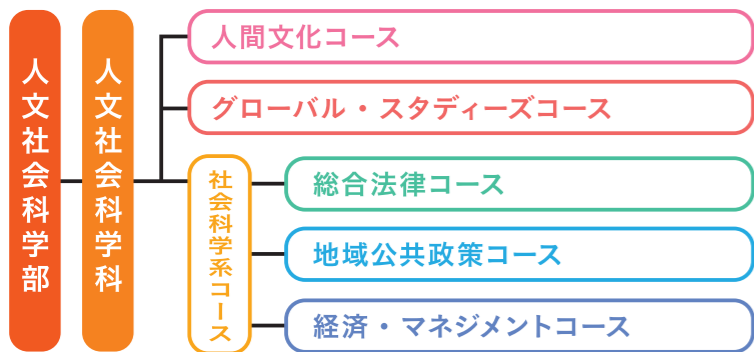 人文社会科学部
人文社会科学科
人間文化コース
グローバル・スタディーズコース
社会科学系コース
総合法律コース
地域公共政策コース
経済・マネジメントコース